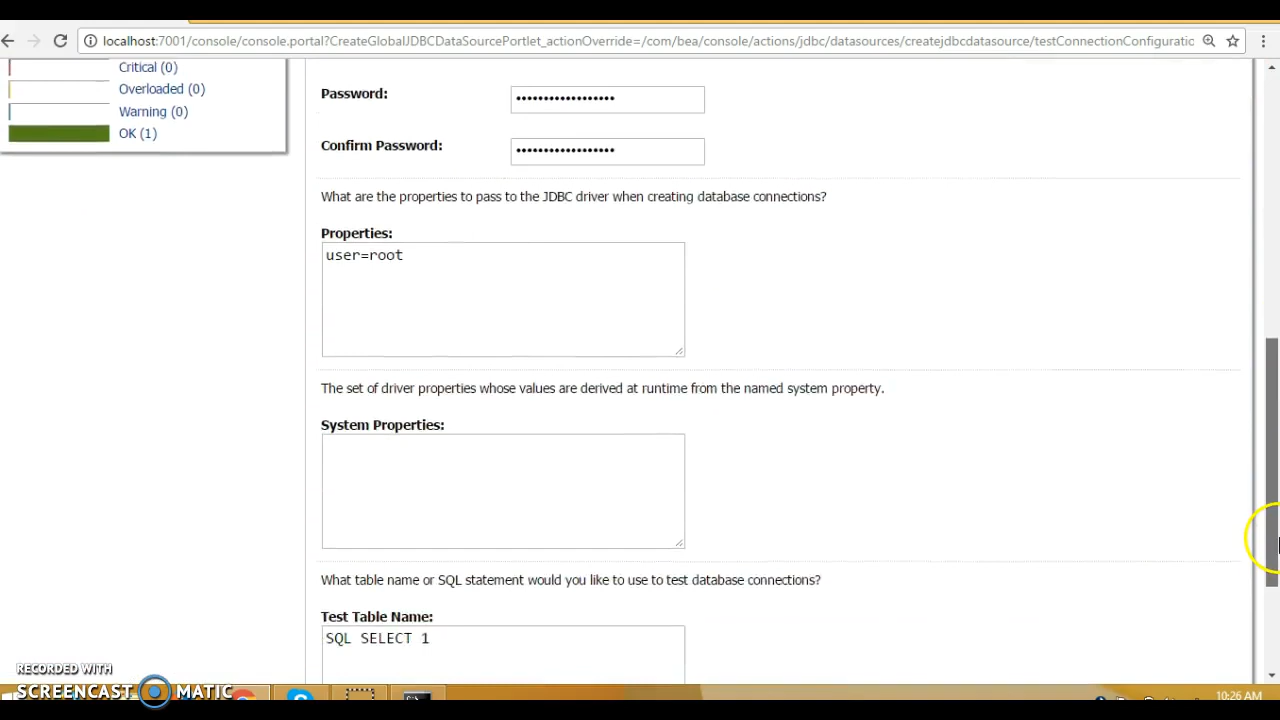 localhost:7001/console/console.portal?CreateGlobalJDBCDataSourcePortlet_actionOverride=/com/bea/console/actions/jdbc/datasources/createjdbcdatasource/testConnectionConfiguratio
Critical (0)
Overloaded (0)
Warning (0)
OK (1)
Password:
••••••••••••••••••
Confirm Password:
••••••••••••••••••
What are the properties to pass to the JDBC driver when creating database connections?
Properties:
user=root
The set of driver properties whose values are derived at runtime from the named system property.
System Properties:
What table name or SQL statement would you like to use to test database connections?
Test Table Name:
SQL SELECT 1
RECORDED WITH
SCREENCAST MATIC
10:26 AM